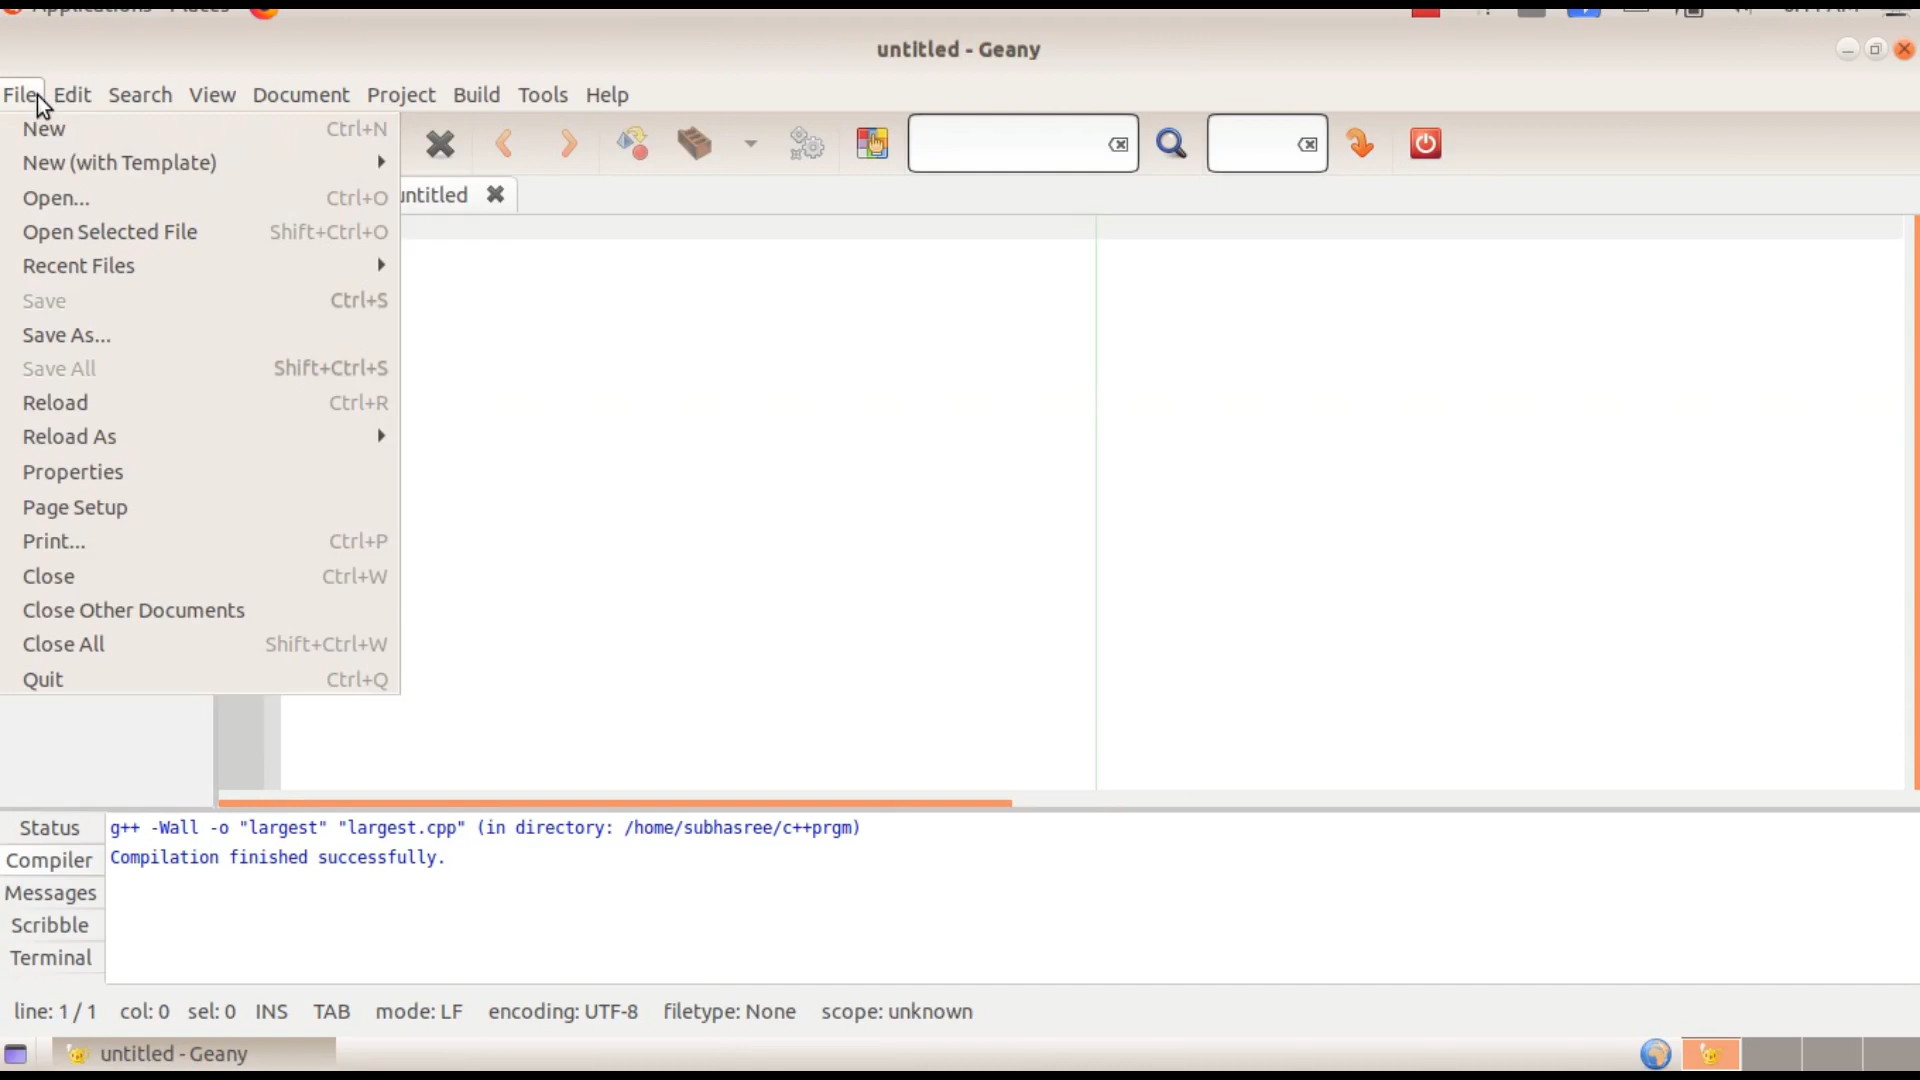 Applications Places
untitled - Geany
File Edit Search View Document Project Build Tools Help
New Ctrl+N
New (with Template)
Open... Ctrl+O
Open Selected File Shift+Ctrl+O
Recent Files
Save Ctrl+S
Save As...
Save All Shift+Ctrl+S
Reload Ctrl+R
Reload As
Properties
Page Setup
Print... Ctrl+P
Close Ctrl+W
Close Other Documents
Close All Shift+Ctrl+W
Quit Ctrl+Q
untitled
Status
Compiler
Messages
Scribble
Terminal
g++ -Wall -o "largest" "largest.cpp" (in directory: /home/subhasree/c++prgm)
Compilation finished successfully.
line: 1 / 1 col: 0 sel: 0 INS TAB mode: LF encoding: UTF-8 filetype: None scope: unknown
untitled - Geany